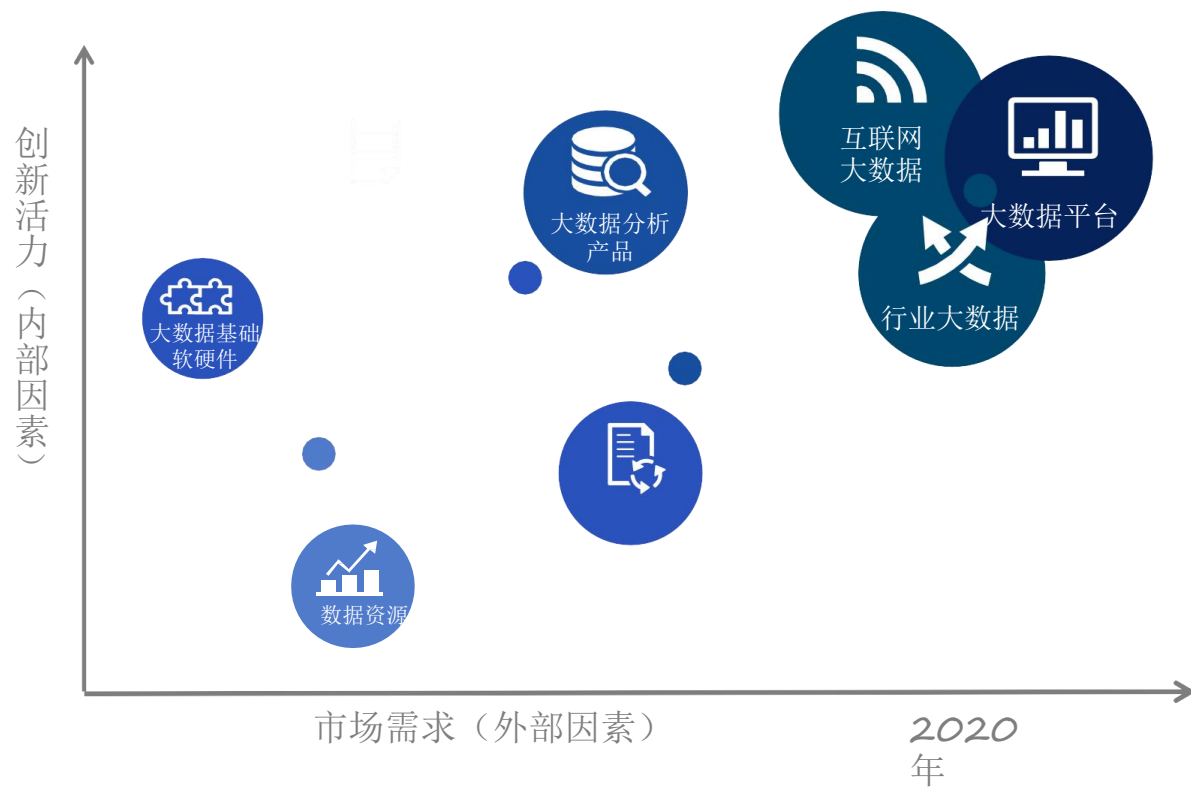 创新活力（内部因素）
互联网
大数据
大数据平台
行业大数据
大数据分析
产品
大数据基础
软硬件
数据资源
市场需求（外部因素）
2020
年